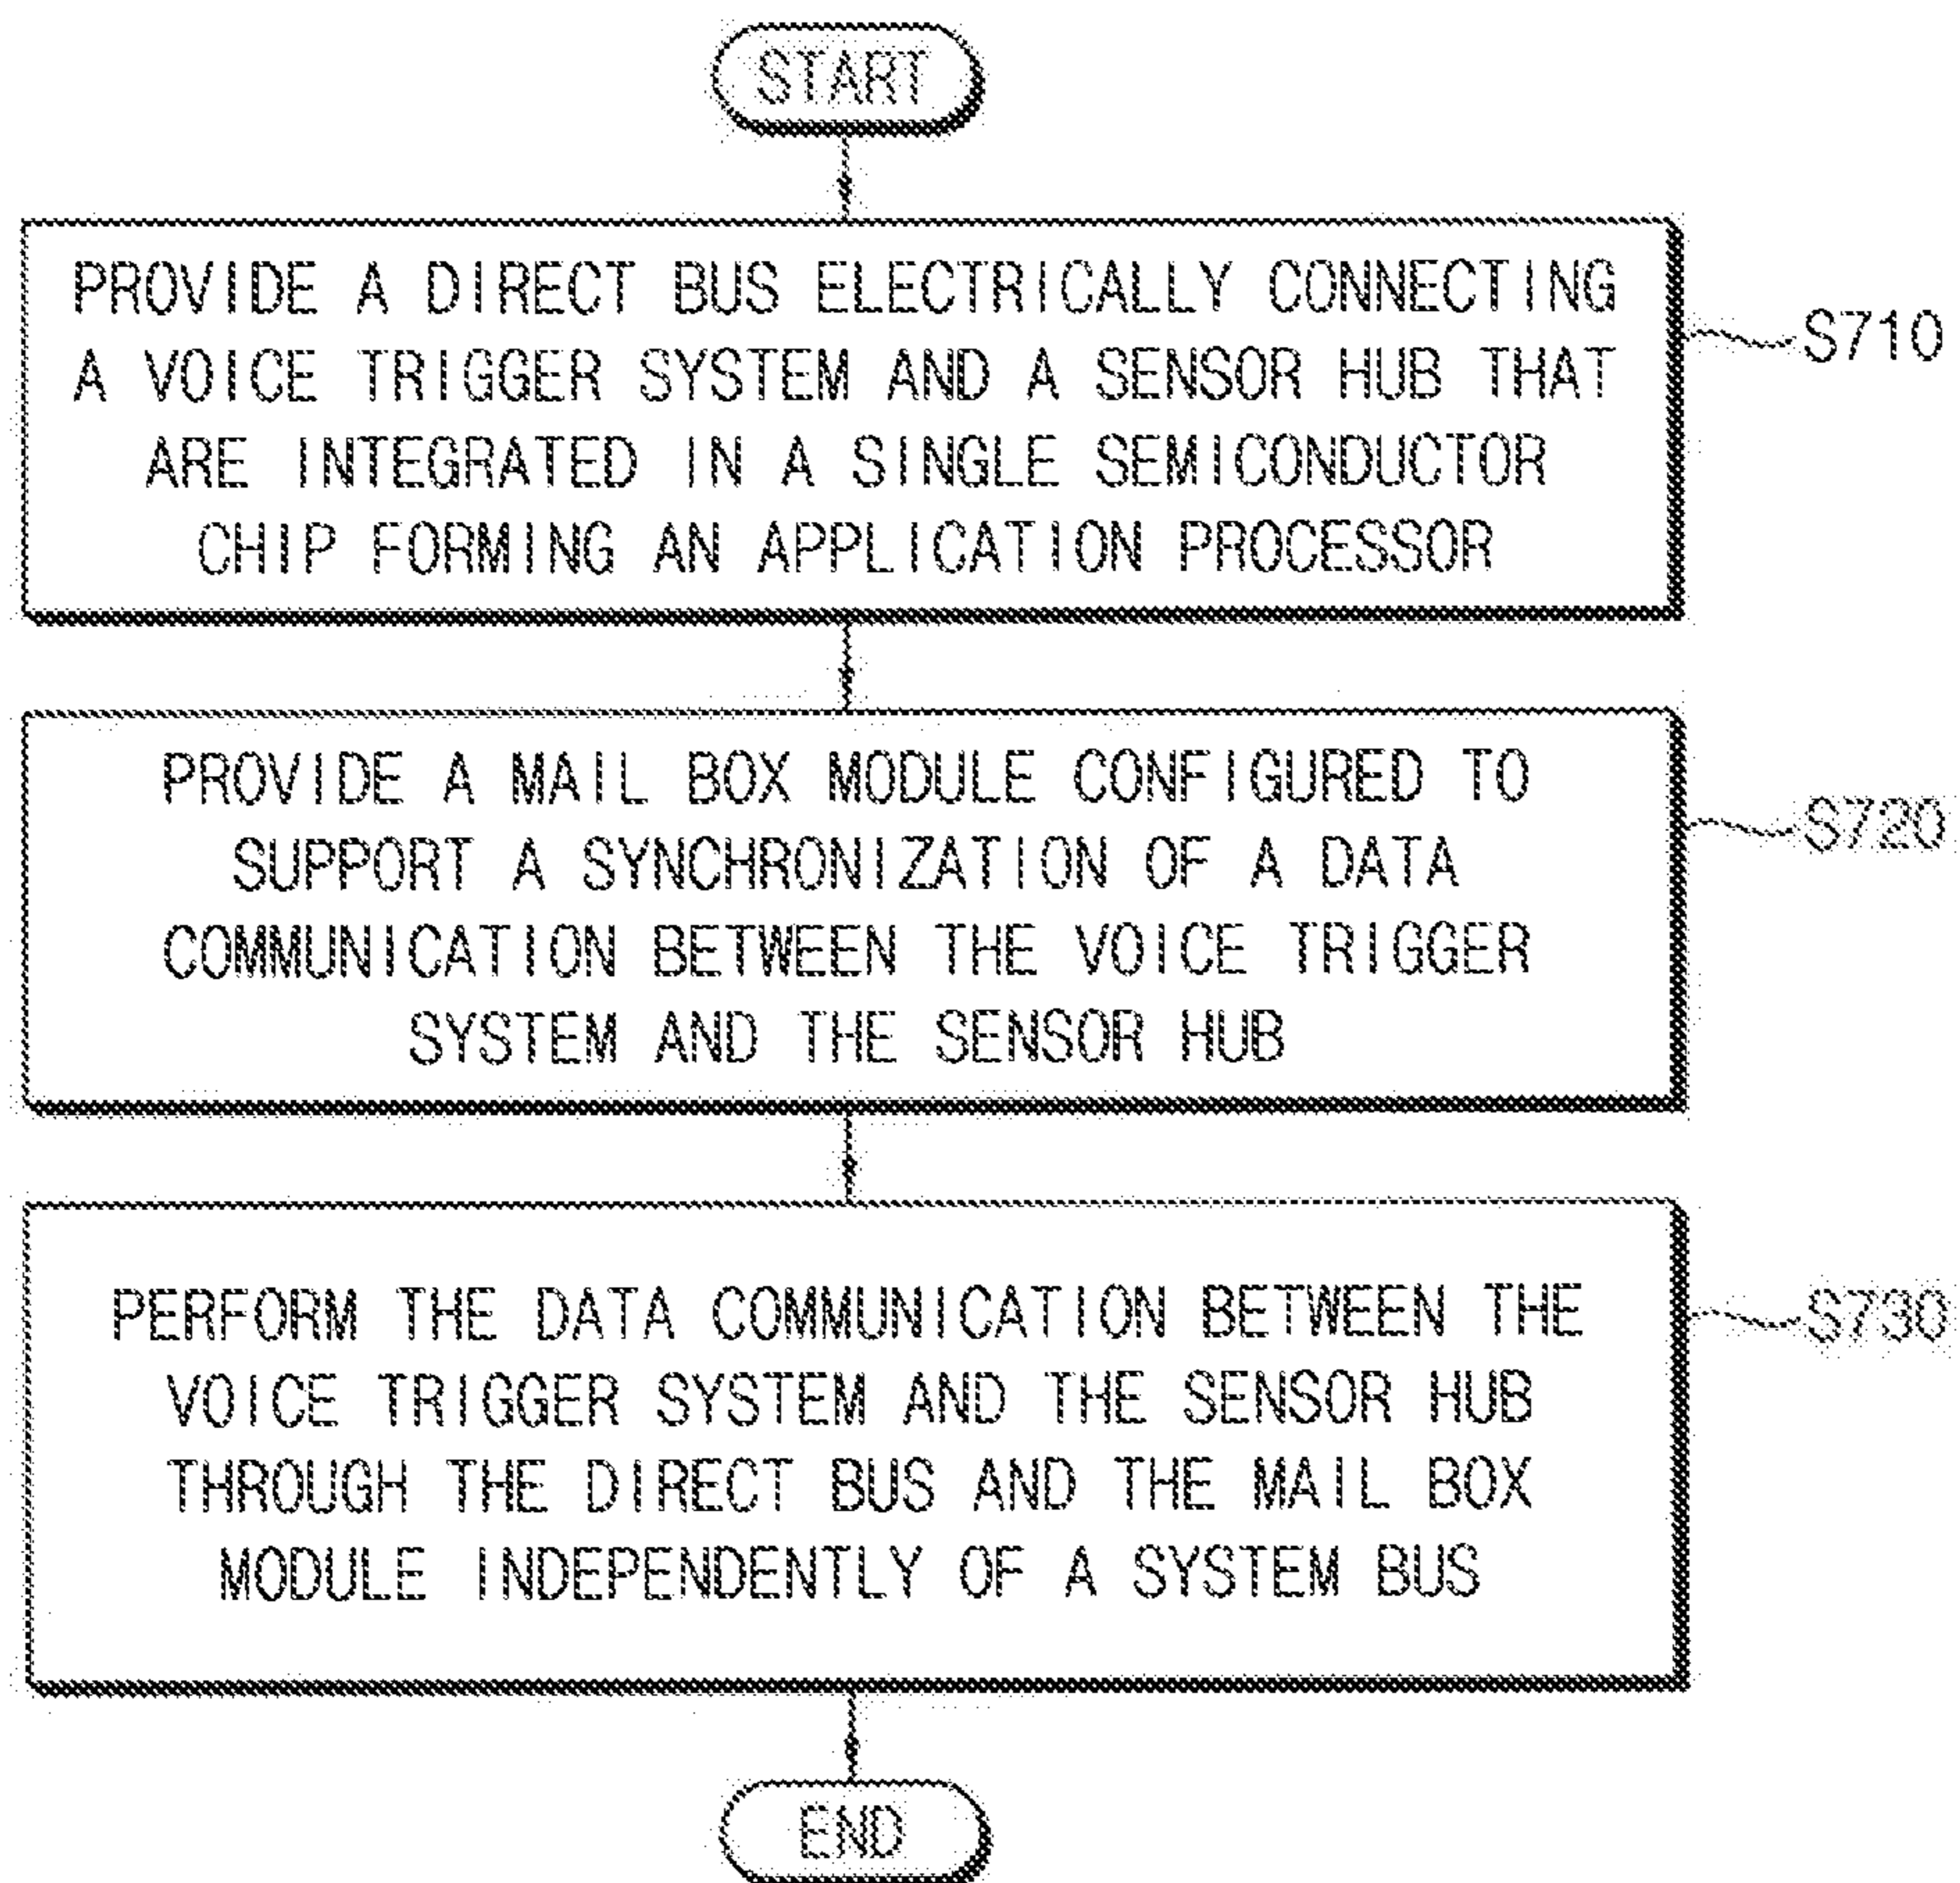 START
PROVIDE A DIRECT BUS ELECTRICALLY CONNECTING
A VOICE TRIGGER SYSTEM AND A SENSOR HUB THAT
ARE INTEGRATED IN A SINGLE SEMICONDUCTOR
CHIP FORMING AN APPLICATION PROCESSOR
S710
PROVIDE A MAIL BOX MODULE CONFIGURED TO
SUPPORT A SYNCHRONIZATION OF A DATA
COMMUNICATION BETWEEN THE VOICE TRIGGER
SYSTEM AND THE SENSOR HUB
S720
PERFORM THE DATA COMMUNICATION BETWEEN THE
VOICE TRIGGER SYSTEM AND THE SENSOR HUB
THROUGH THE DIRECT BUS AND THE MAIL BOX
MODULE INDEPENDENTLY OF A SYSTEM BUS
S730
END